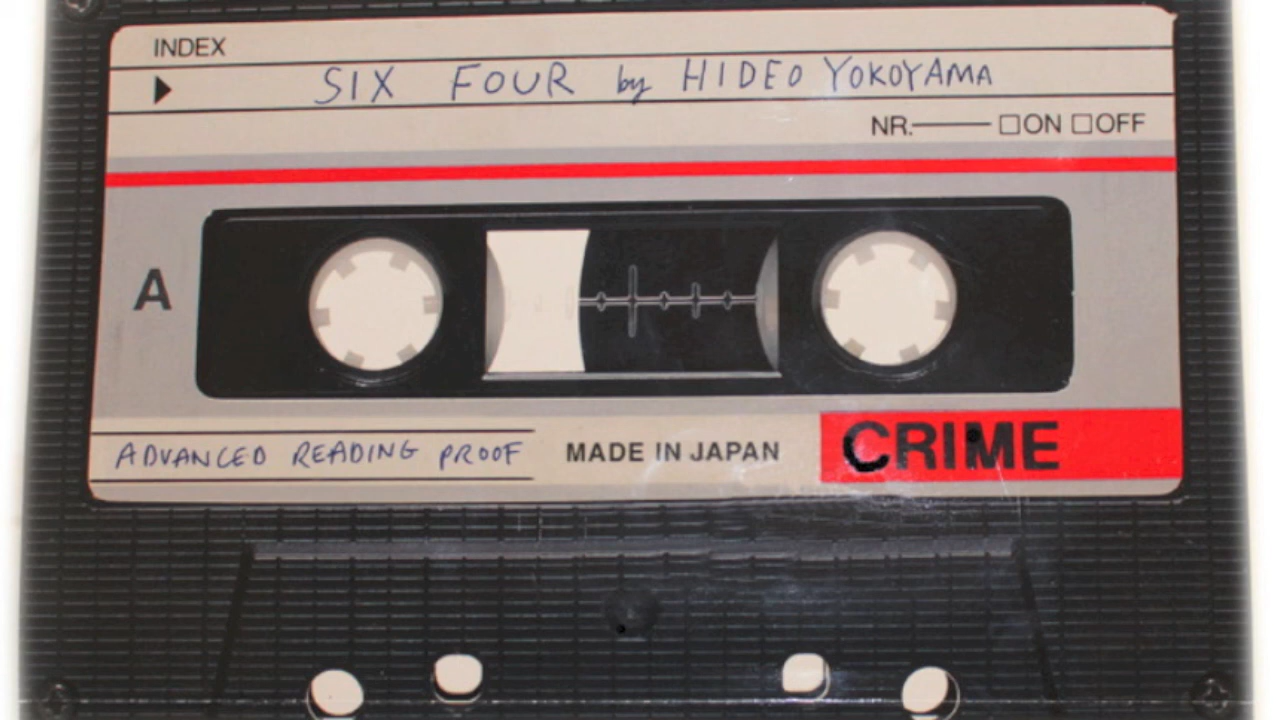 INDEX
SIX FOUR by HIDEO YOKOYAMA
NR. ON OFF
A
ADVANCED READING PROOF MADE IN JAPAN CRIME